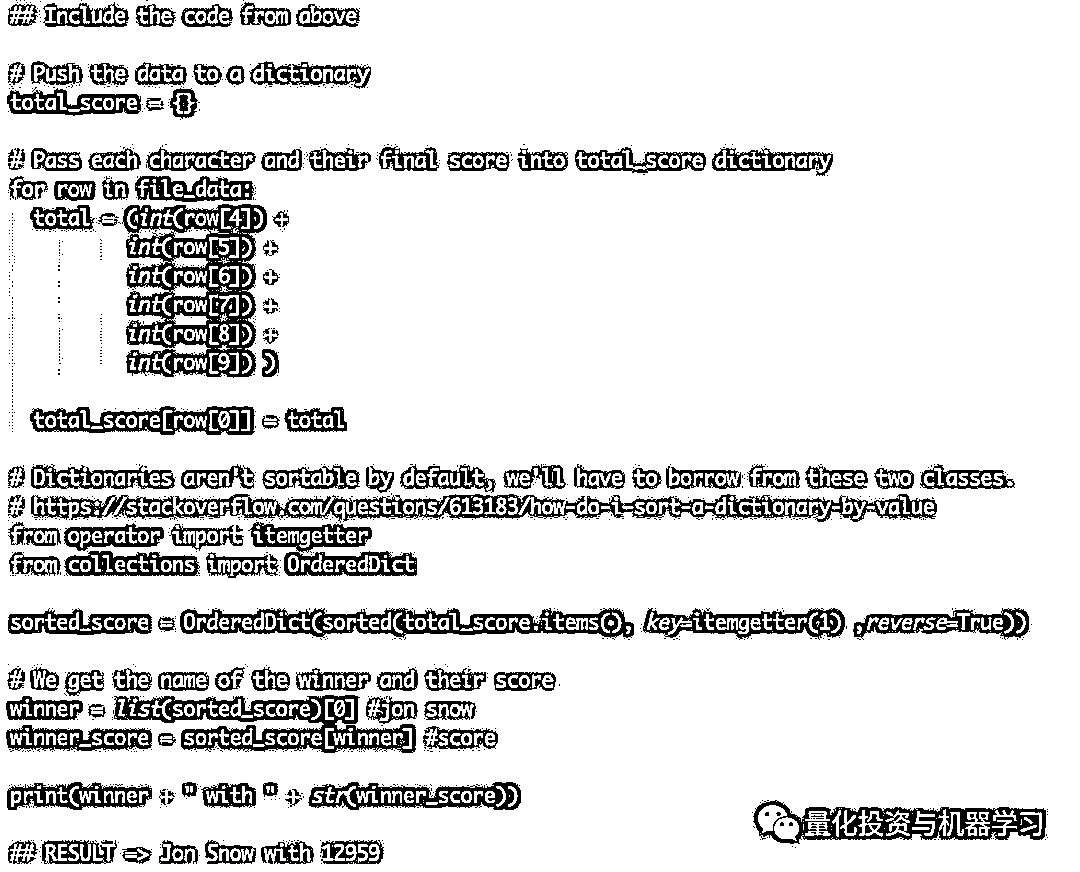 ## Include the code from above
# Push the data to a dictionary
total_score = {}
# Pass each character and their final score into total_score dictionary
for row in file_data:
total = (int(row[4]) +
int(row[5]) +
int(row[6]) +
int(row[7]) +
int(row[8]) +
int(row[9]) )
total_score[row[0]] = total
# Dictionaries aren't sortable by default, we'll have to borrow from these two classes.
# https://stackoverflow.com/questions/613183/how-do-i-sort-a-dictionary-by-value
from operator import itemgetter
from collections import OrderedDict
sorted_score = OrderedDict(sorted(total_score.items(), key=itemgetter(1) ,reverse=True))
# We get the name of the winner and their score
winner = list(sorted_score)[0] #jon snow
winner_score = sorted_score[winner] #score
print(winner + " with " + str(winner_score))
量化投资与机器学习
## RESULT => Jon Snow with 12959